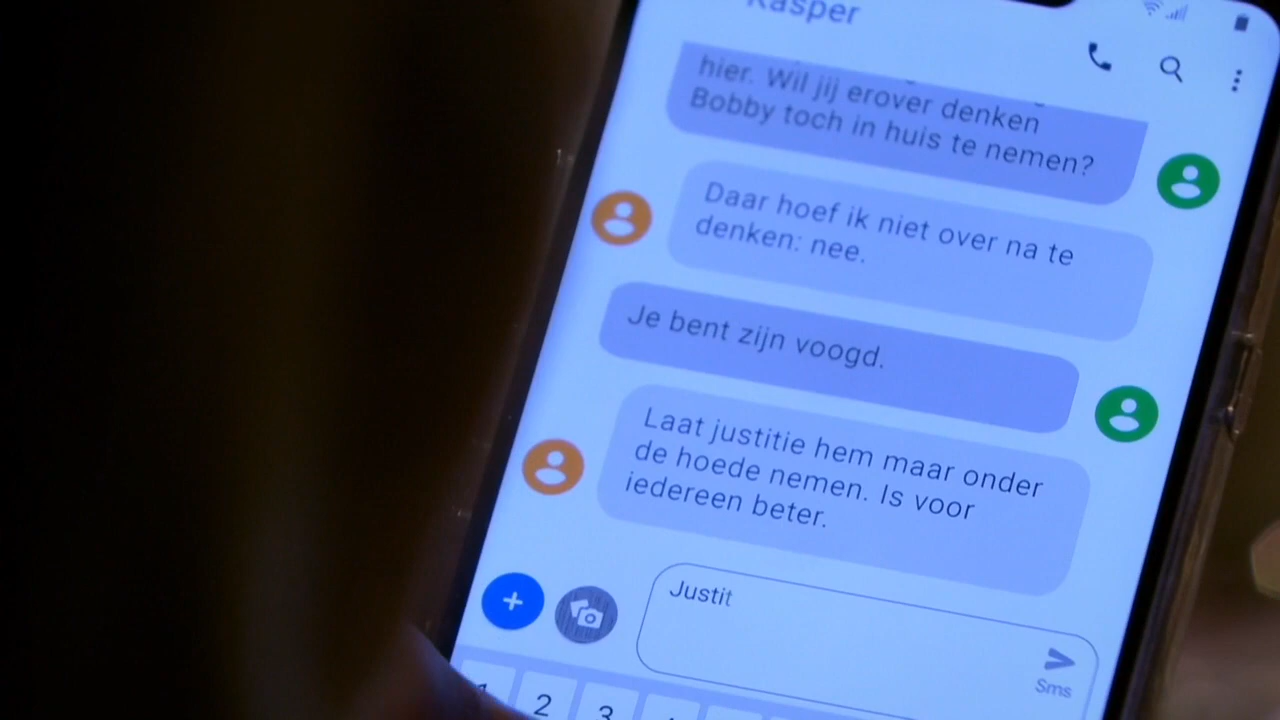 Kasper
hier. Wil jij erover denken
Bobby toch in huis te nemen?
Daar hoef ik niet over na te
denken: nee.
Je bent zijn voogd.
Laat justitie hem maar onder
de hoede nemen. Is voor
iedereen beter.
Justit
Sms
1 2 3